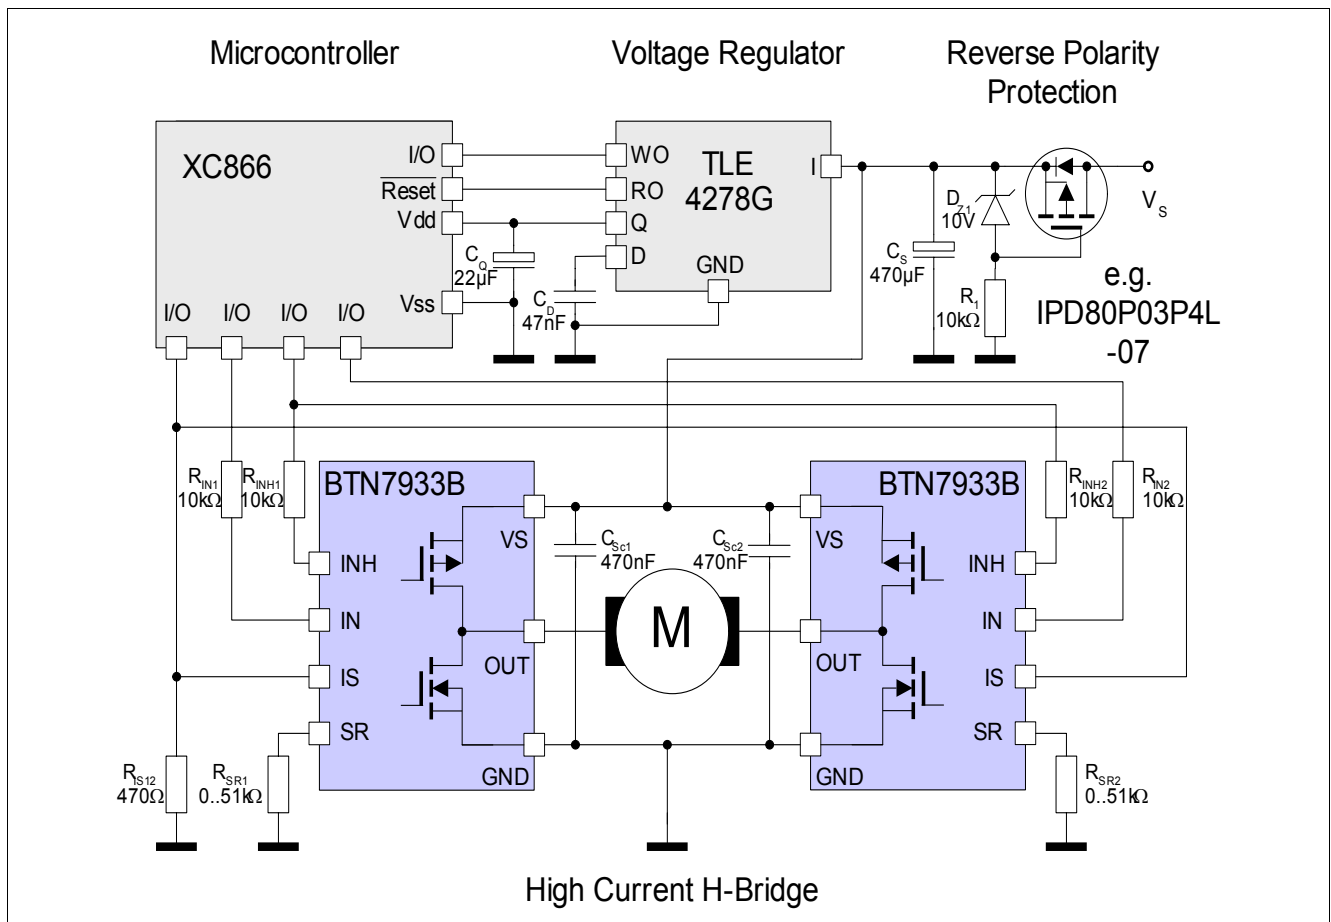 Microcontroller
Voltage Regulator
Reverse Polarity
Protection
XC866
I/O
Reset
Vdd
Vss
I/O
I/O
I/O
I/O
WO
RO
Q
D
TLE
4278G
I
GND
C_Q
22µF
C_D
47nF
C_S
470µF
D_Z1
10V
R_1
10kΩ
V_S
e.g.
IPD80P03P4L
-07
R_IN1
10kΩ
R_INH1
10kΩ
BTN7933B
VS
INH
IN
IS
SR
OUT
GND
C_Sc1
470nF
C_Sc2
470nF
M
BTN7933B
VS
INH
IN
IS
SR
OUT
GND
R_INH2
10kΩ
R_IN2
10kΩ
R_IS12
470Ω
R_SR1
0..51kΩ
R_SR2
0..51kΩ
High Current H-Bridge